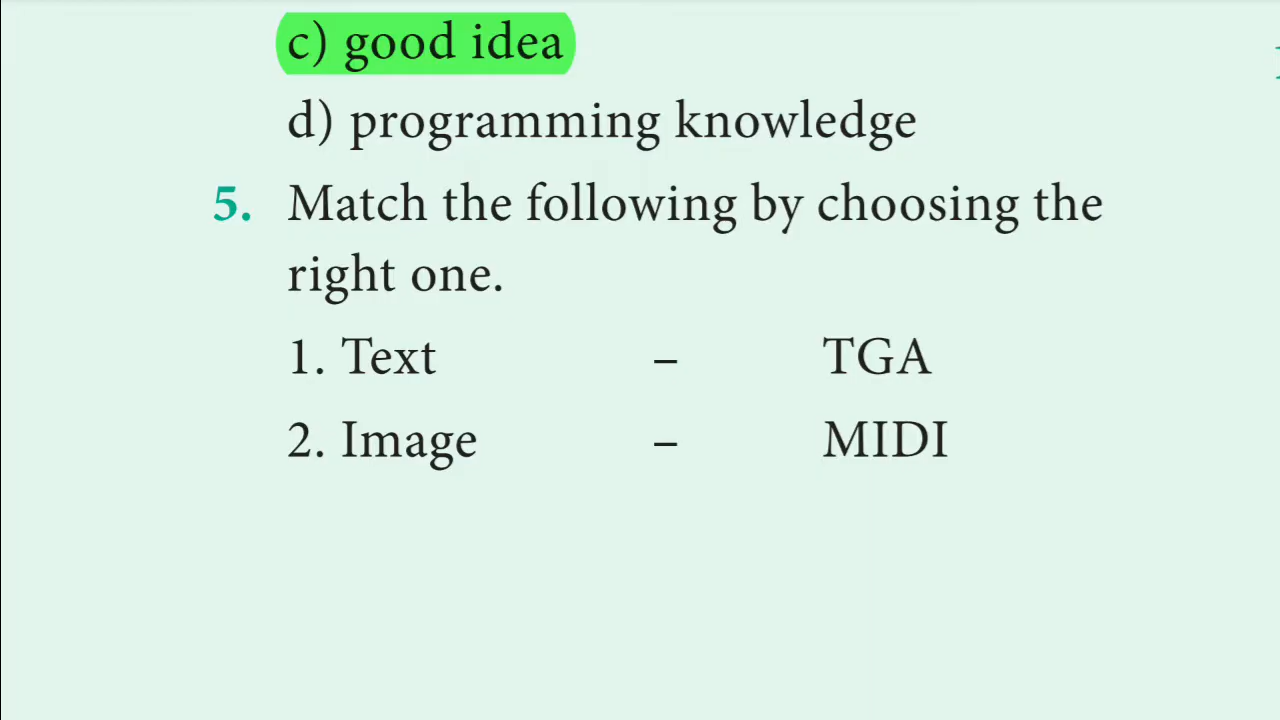 c) good idea
d) programming knowledge
5. Match the following by choosing the
right one.
1. Text – TGA
2. Image – MIDI